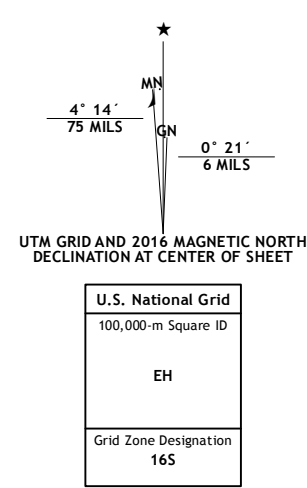 ★
MN
GN
4° 14´
75 MILS
0° 21´
6 MILS
UTM GRID AND 2016 MAGNETIC NORTH
DECLINATION AT CENTER OF SHEET
U.S. National Grid
100,000-m Square ID
EH
Grid Zone Designation
16S